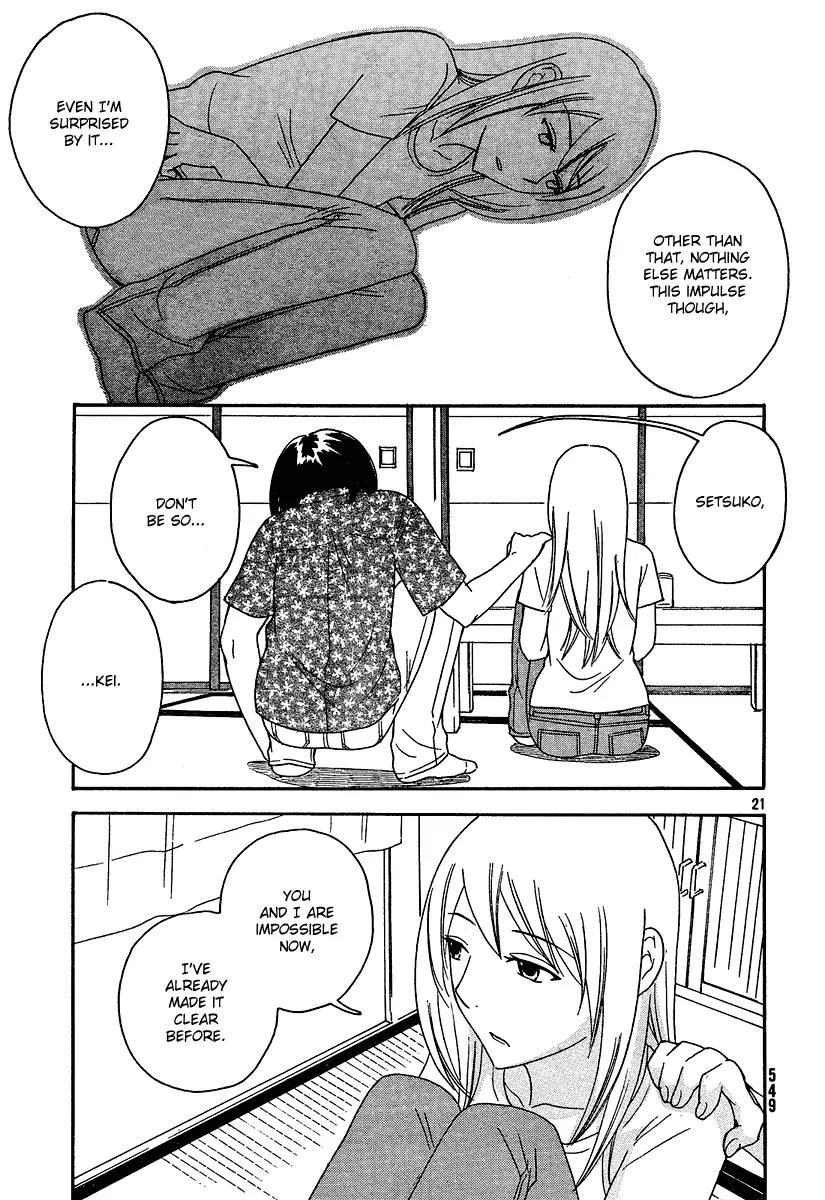 OTHER THAN
THAT, NOTHING
ELSE MATTERS.
THIS IMPULSE
THOUGH,
EVEN I'M
SURPRISED
BY IT...
SETSUKO,
DON'T
BE SO...
...KEI.
21
YOU
AND I ARE
IMPOSSIBLE
NOW,
I'VE
ALREADY
MADE IT
CLEAR
BEFORE.
549